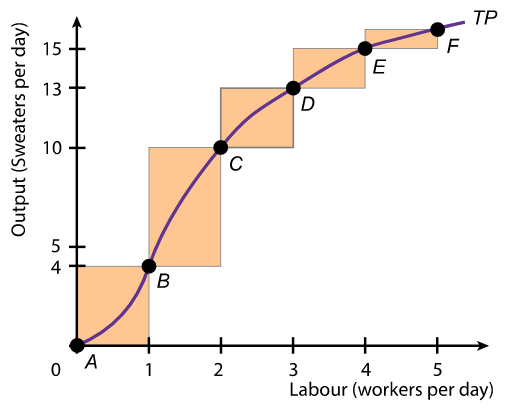 TP
Output (Sweaters per day)
15
13
10
5
4
F
E
D
C
B
A
0
1
2
3
4
5
Labour (workers per day)